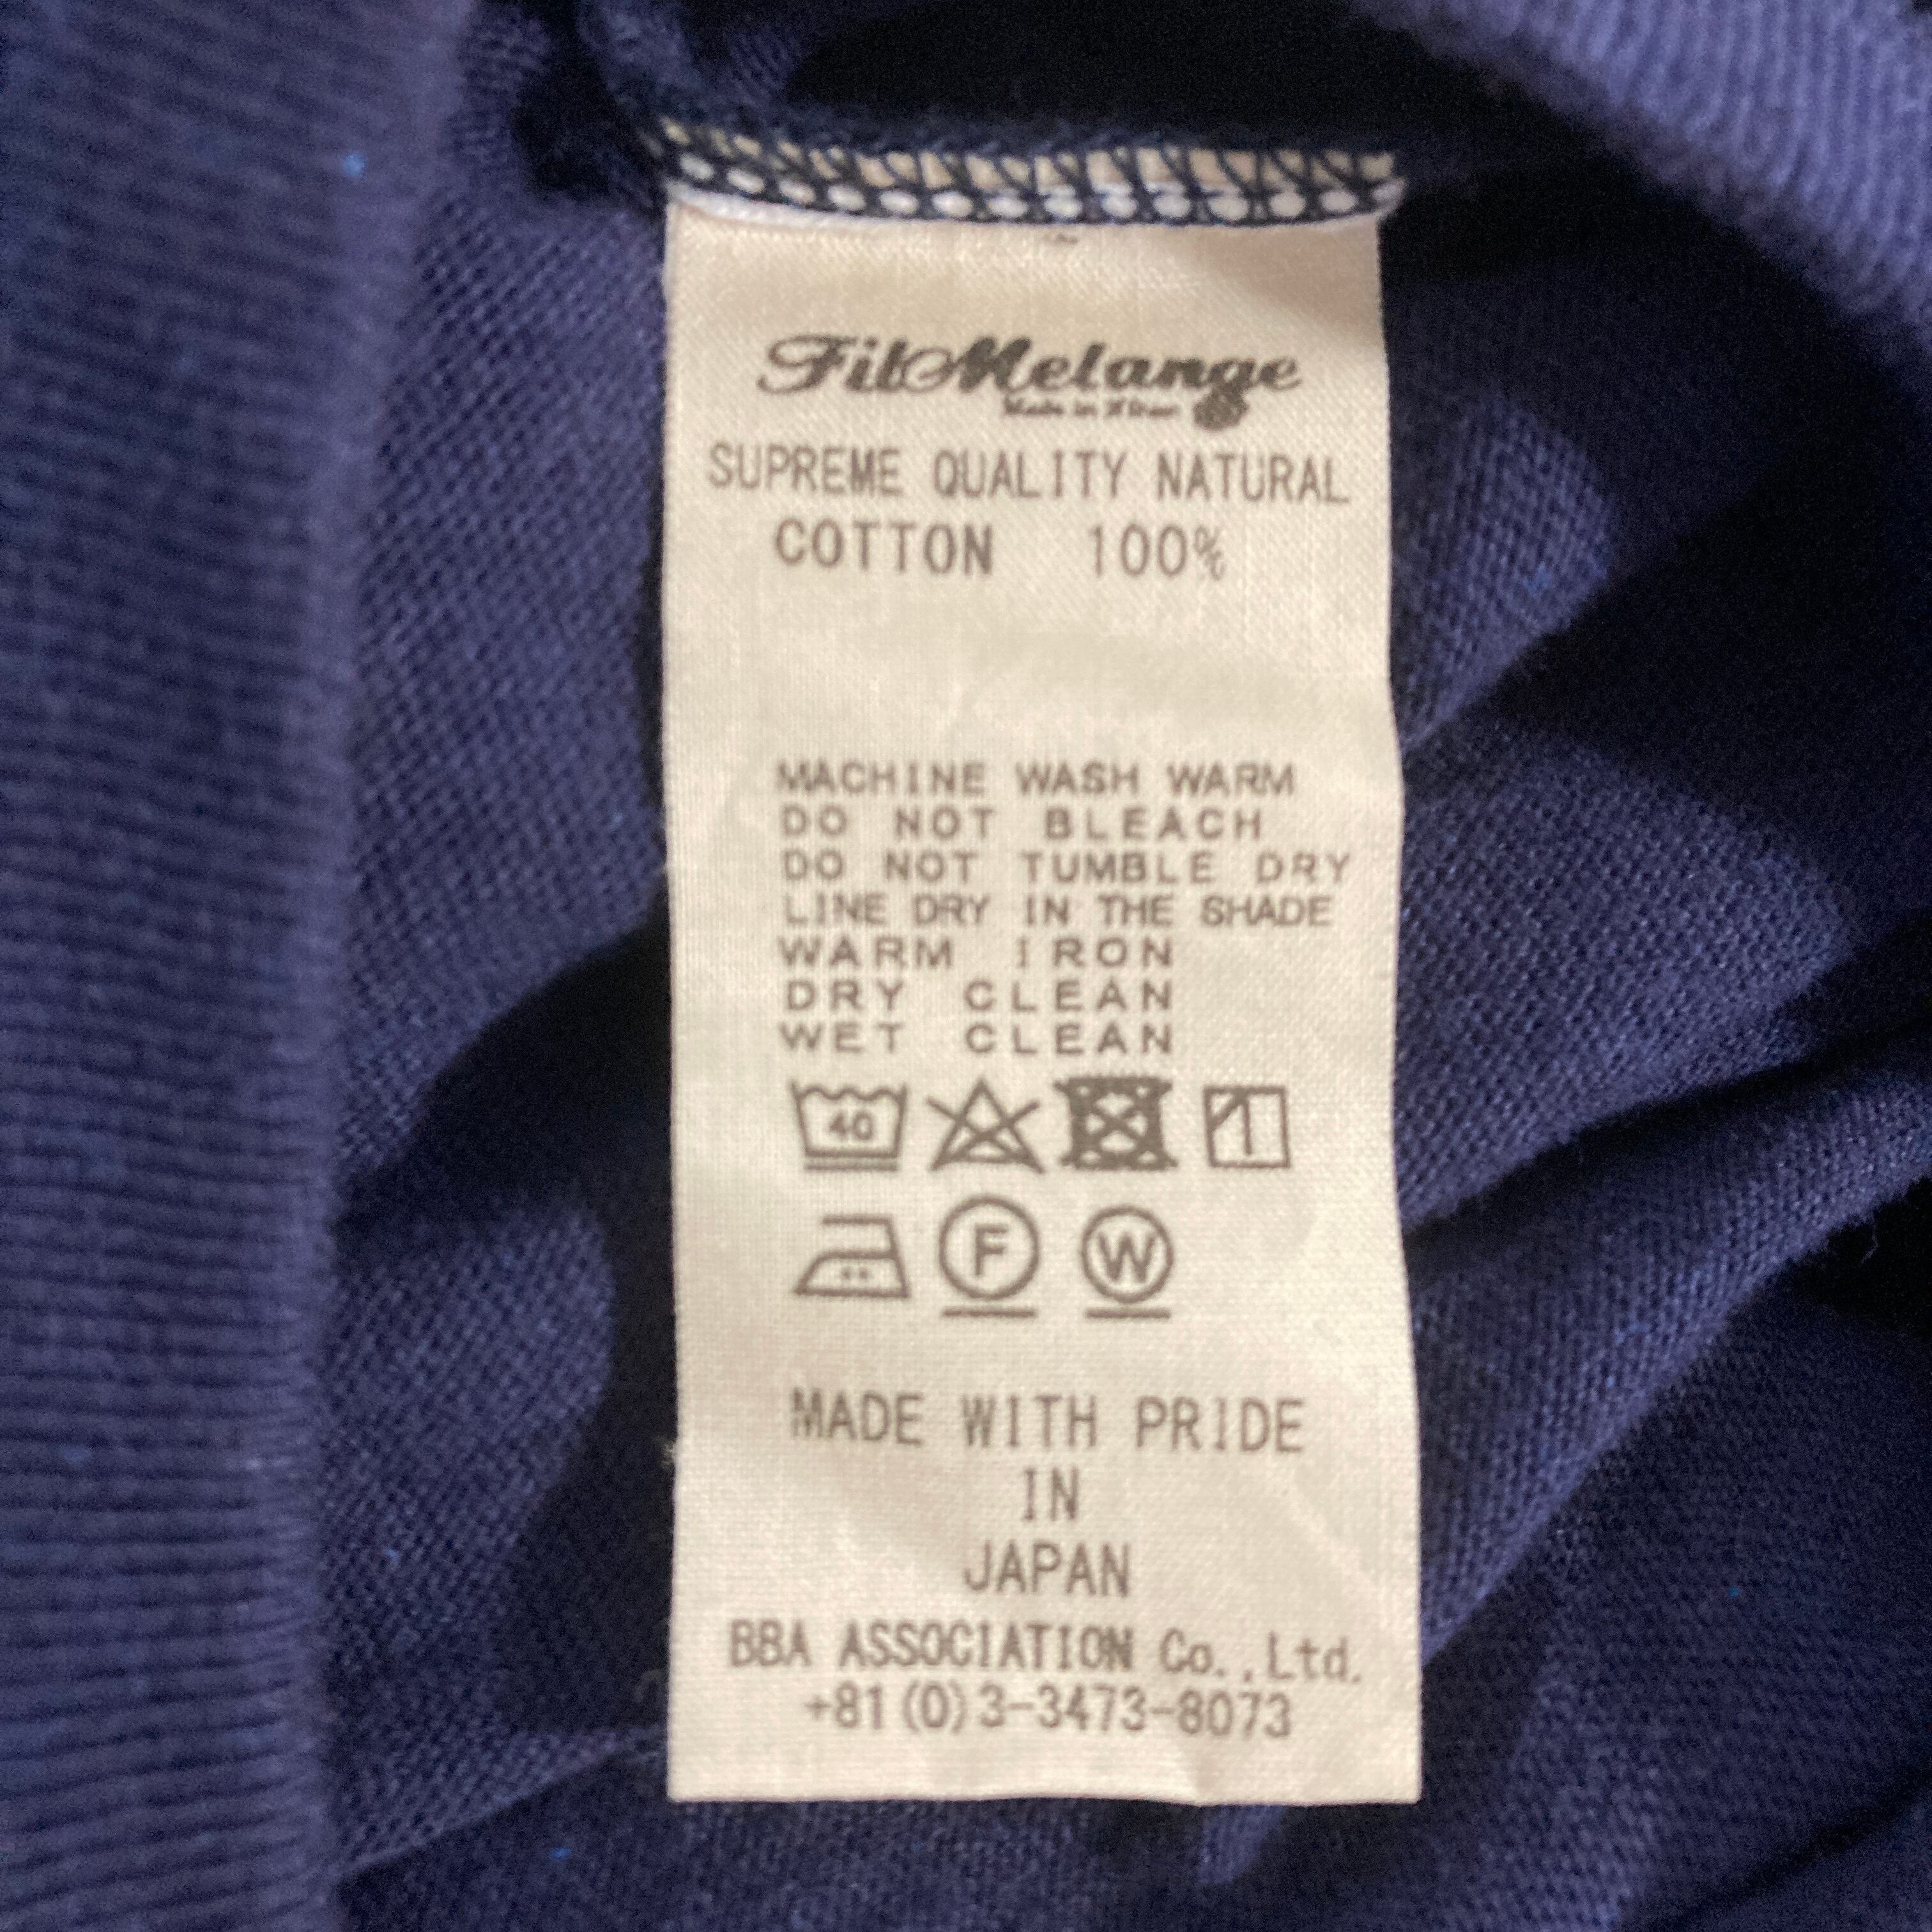 FilMelange
SUPREME QUALITY NATURAL
COTTON 100%
MACHINE WASH WARM
DO NOT BLEACH
DO NOT TUMBLE DRY
LINE DRY IN THE SHADE
WARM IRON
DRY CLEAN
WET CLEAN
40
F W
MADE WITH PRIDE
IN
JAPAN
BBA ASSOCIATION Co.,Ltd.
+81(0)3-3473-8073